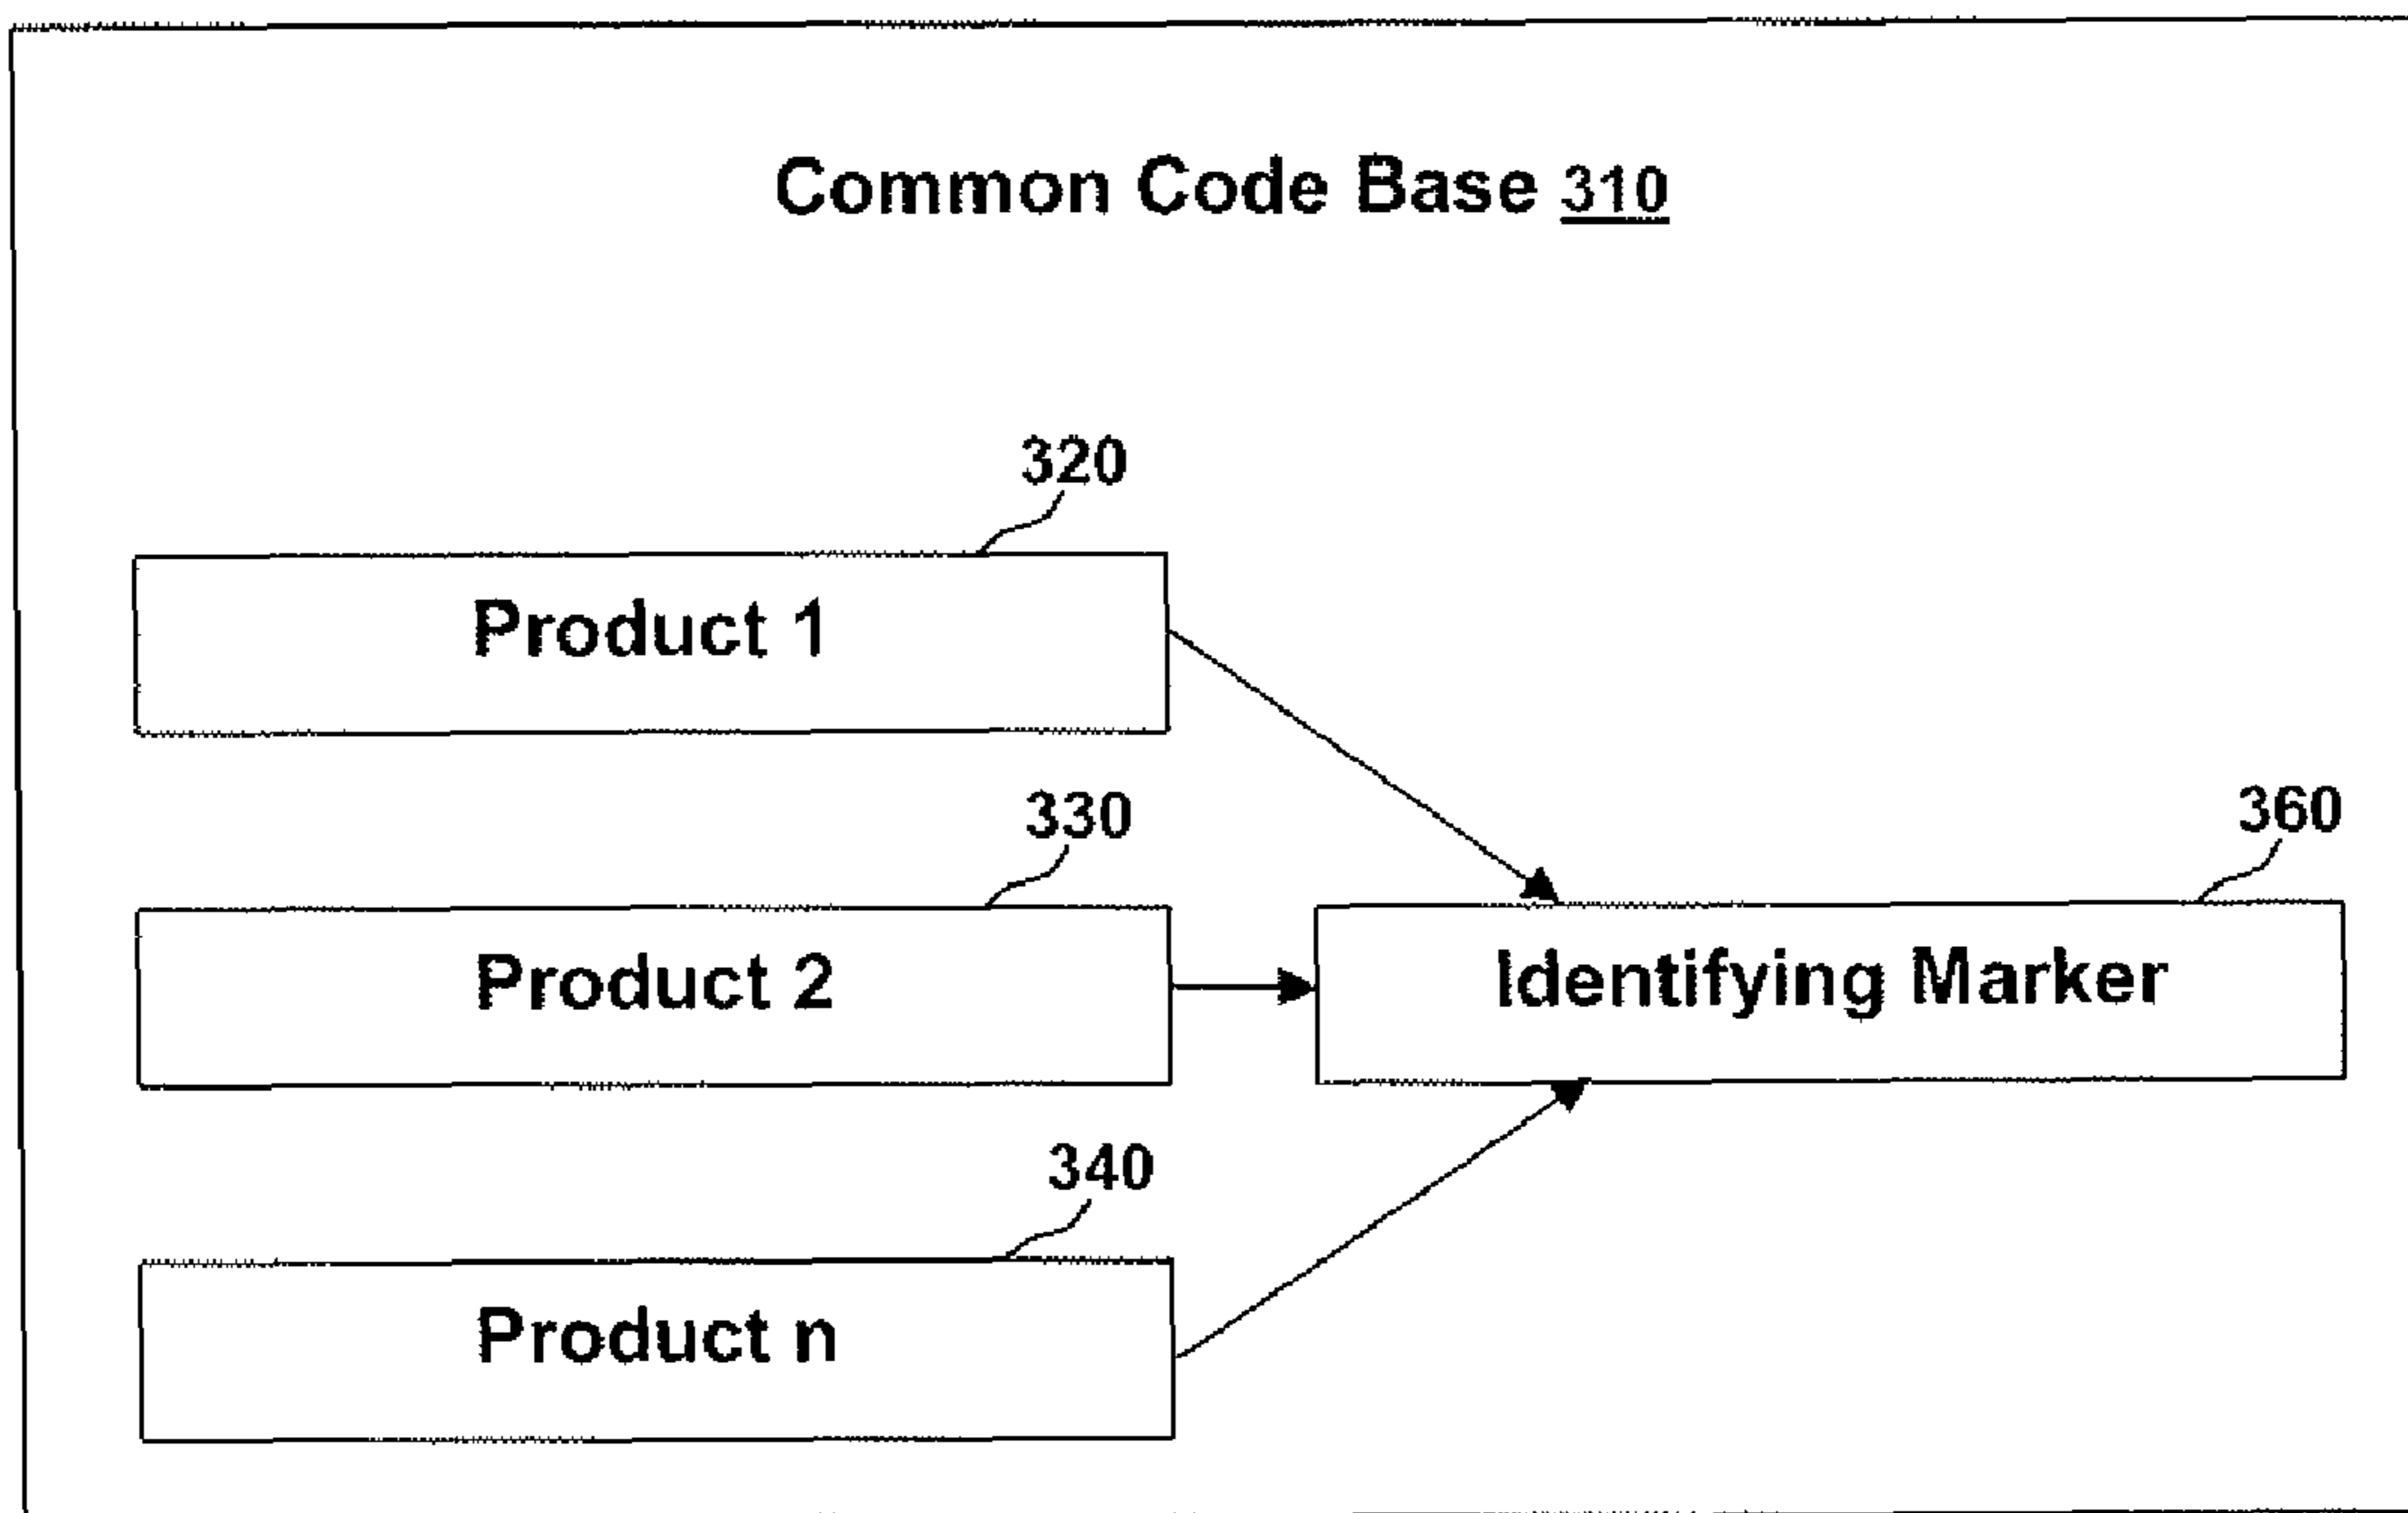 Common Code Base 310
320
Product 1
330
360
Product 2
Identifying Marker
340
Product n